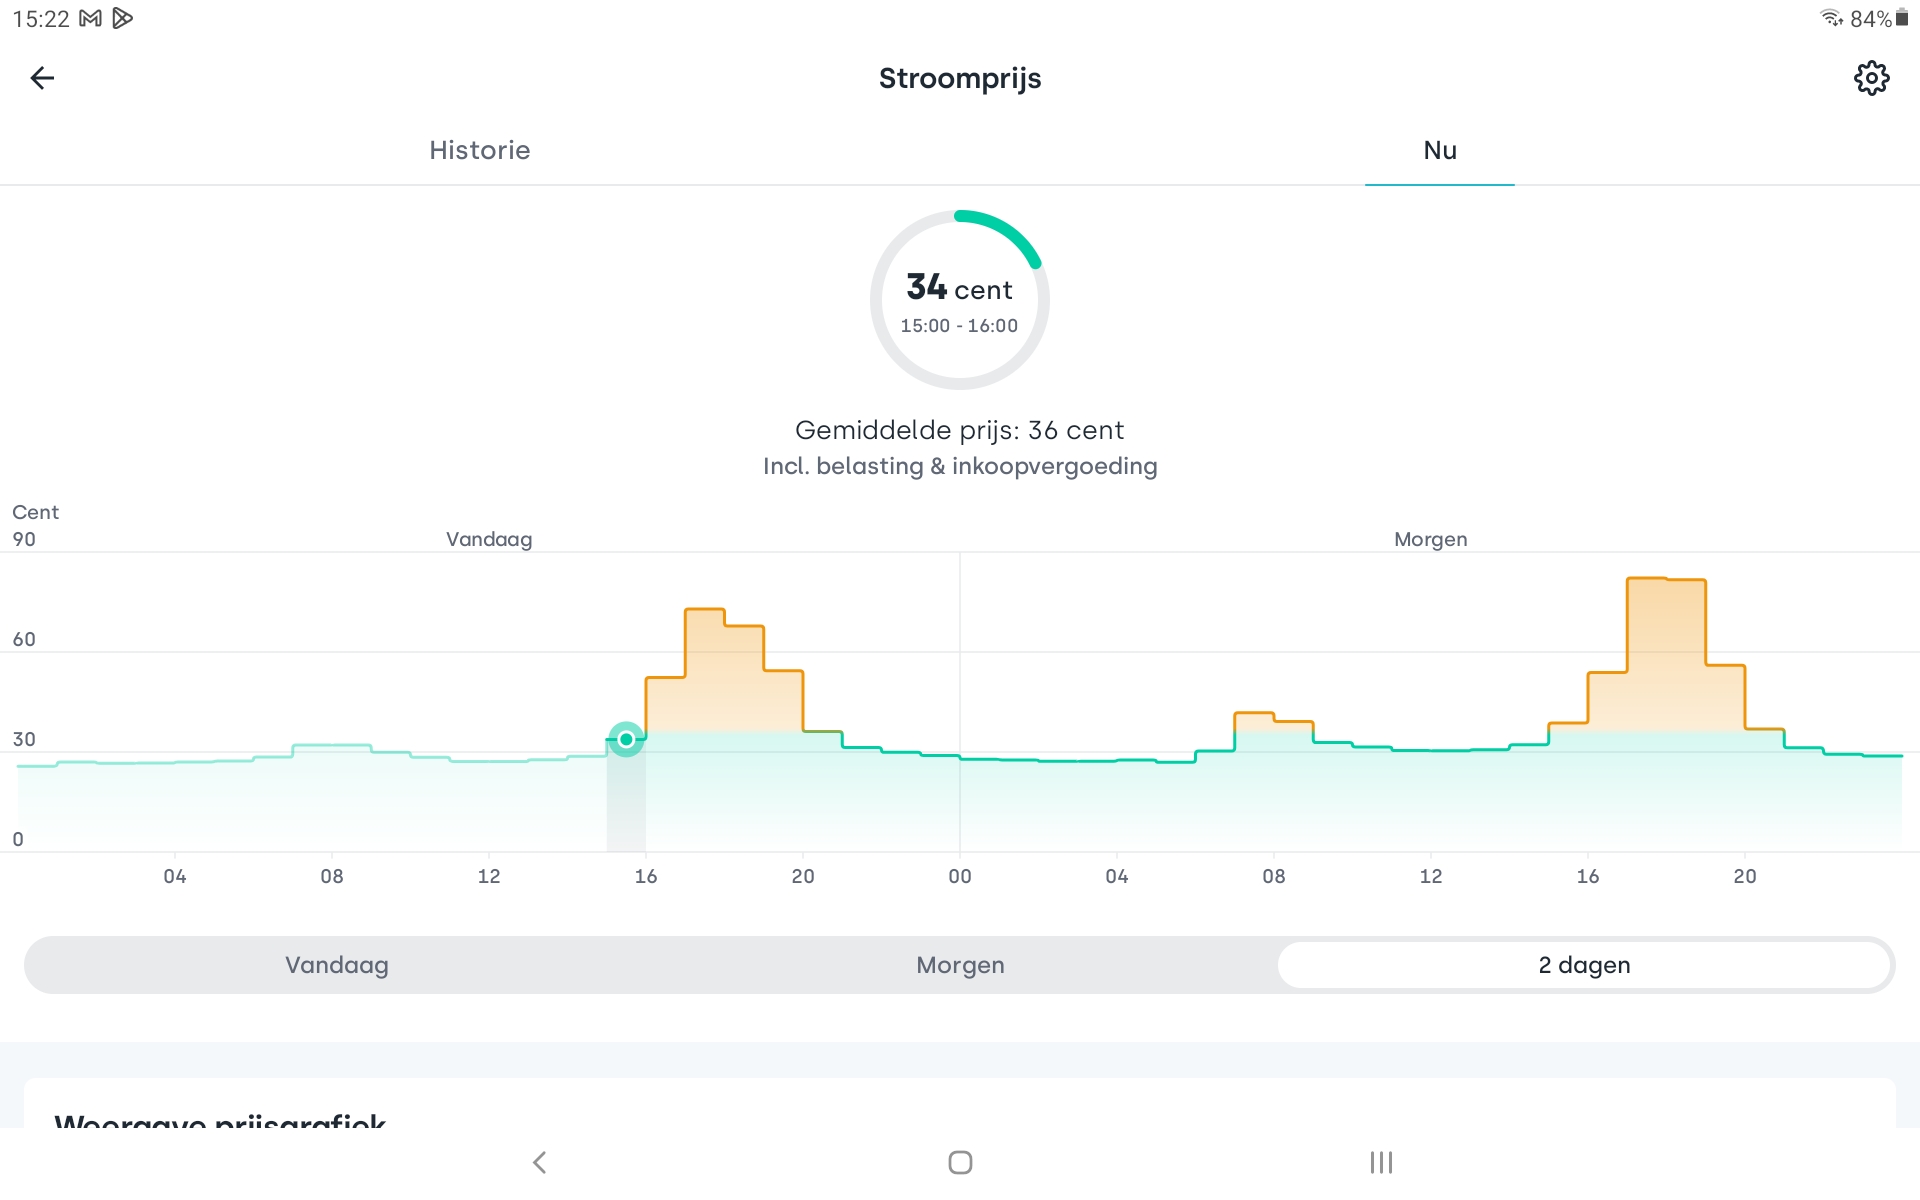 15:22 84%
Stroomprijs
Historie Nu
34 cent
15:00 - 16:00
Gemiddelde prijs: 36 cent
Incl. belasting & inkoopvergoeding
Cent
90 Vandaag Morgen
60
30
0
04 08 12 16 20 00 04 08 12 16 20
Vandaag Morgen 2 dagen
Weergave prijsgrafiek